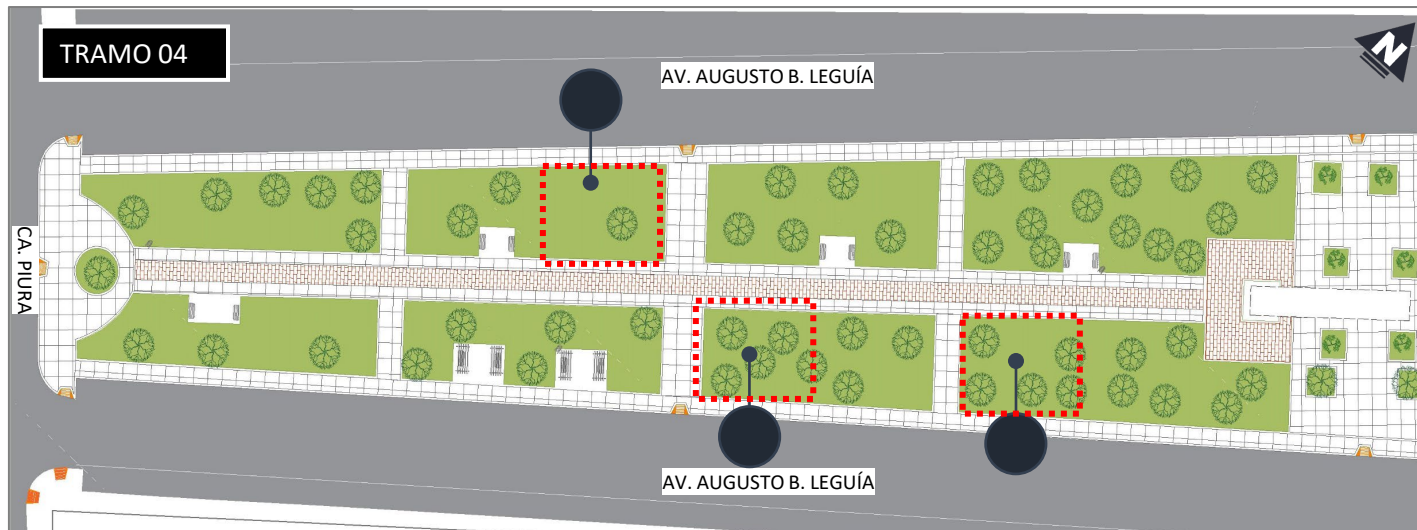 TRAMO 04
N
AV. AUGUSTO B. LEGUÍA
CA. PIURA
AV. AUGUSTO B. LEGUÍA